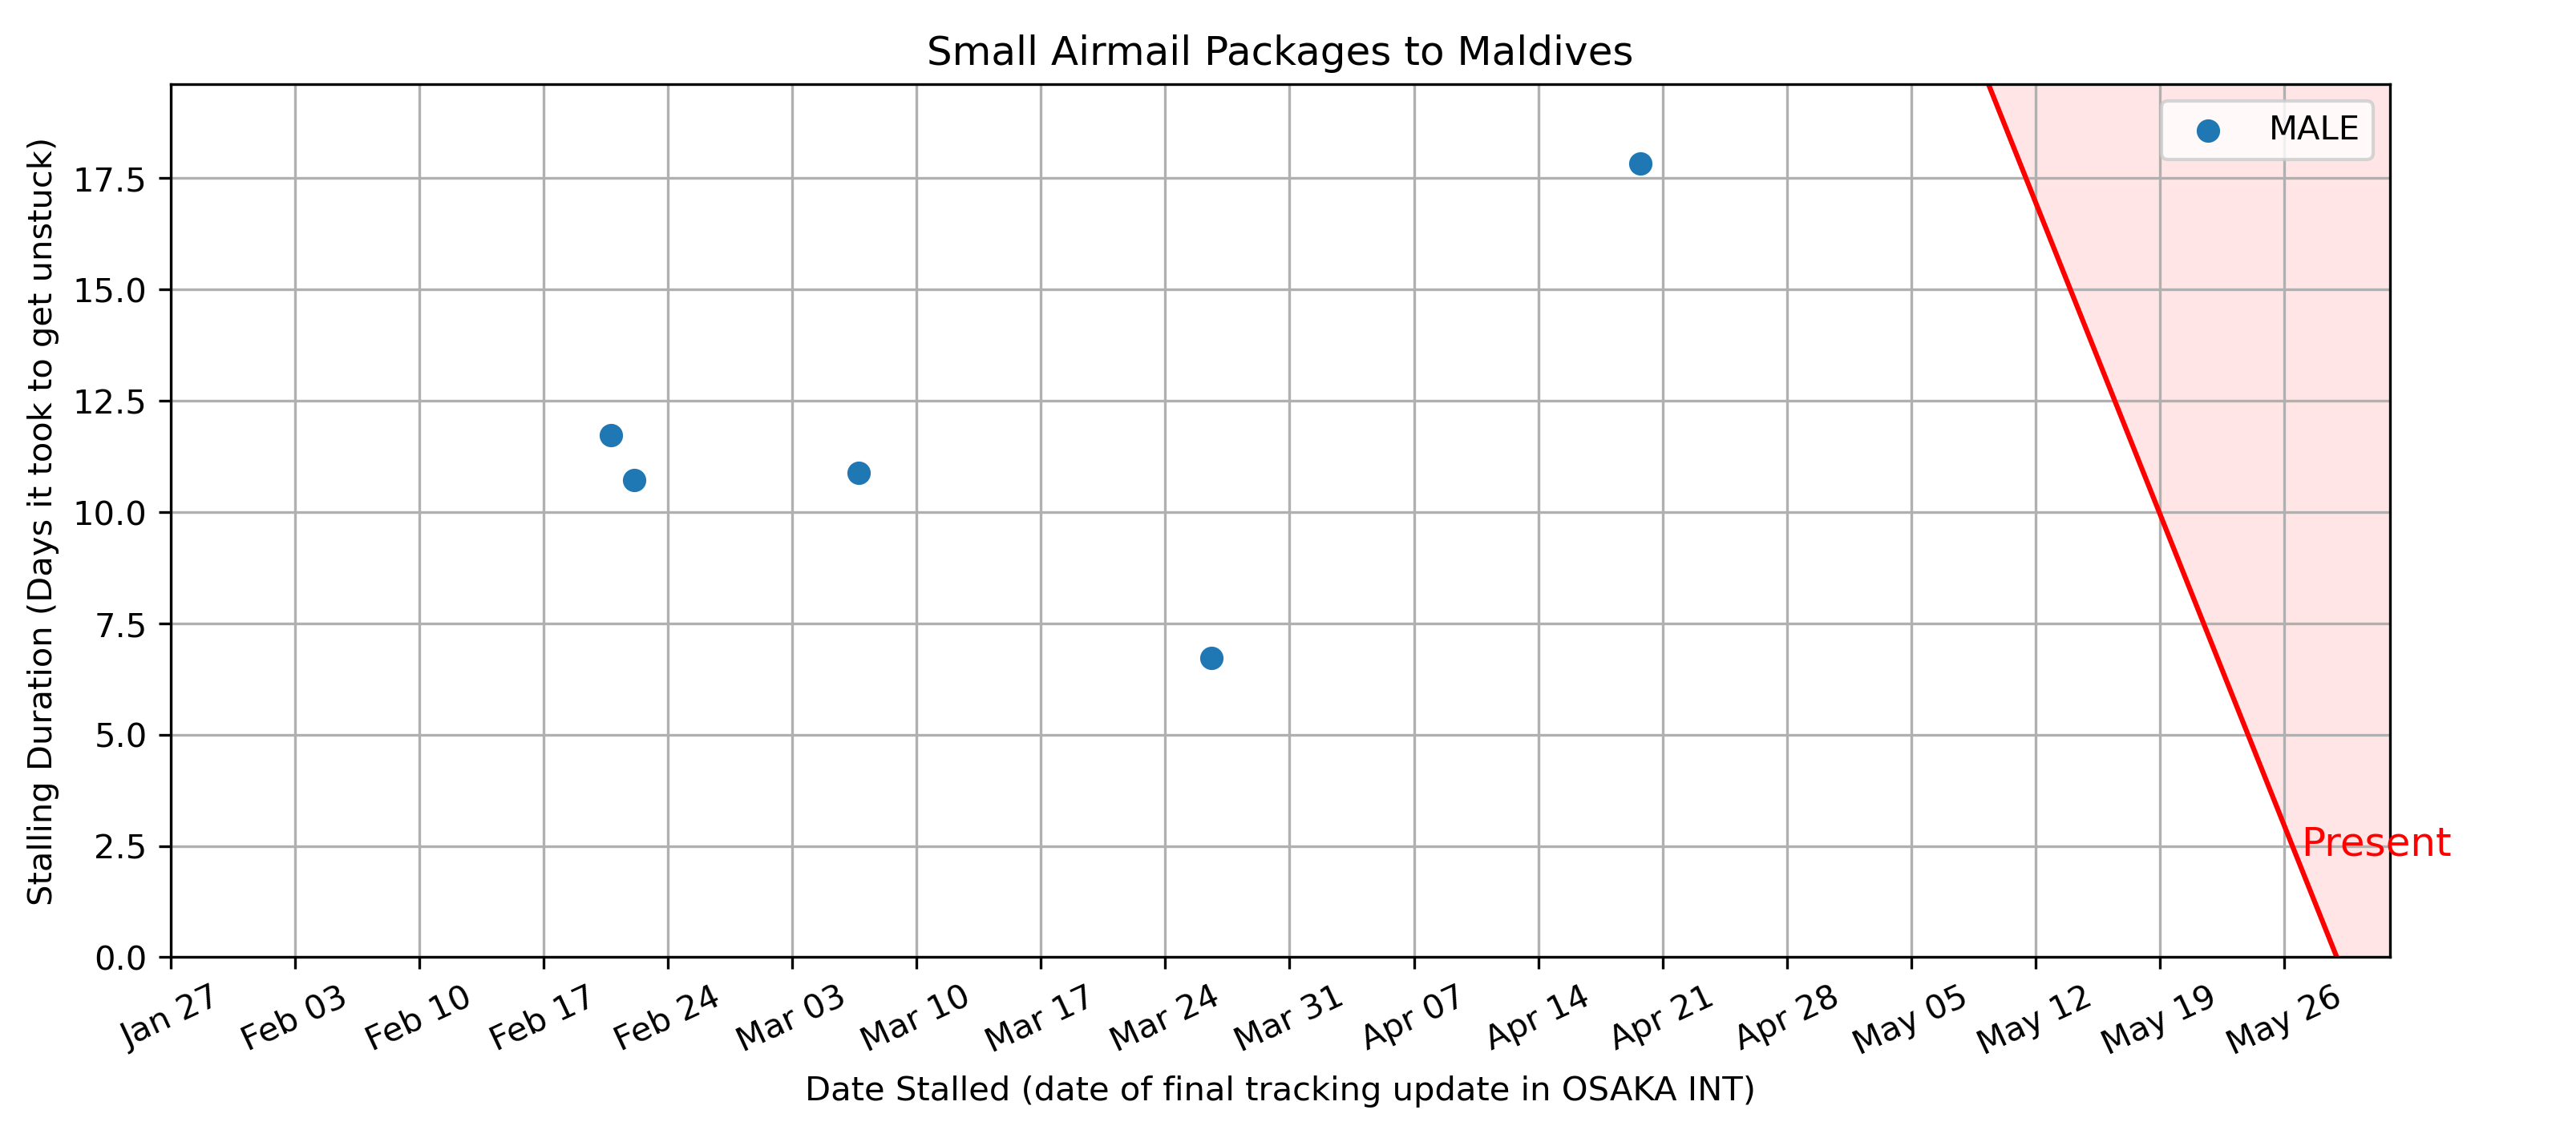 Small Airmail Packages to Maldives
MALE
Stalling Duration (Days it took to get unstuck)
17.5
15.0
12.5
10.0
7.5
5.0
2.5
0.0
Present
Jan 27
Feb 03
Feb 10
Feb 17
Feb 24
Mar 03
Mar 10
Mar 17
Mar 24
Mar 31
Apr 07
Apr 14
Apr 21
Apr 28
May 05
May 12
May 19
May 26
Date Stalled (date of final tracking update in OSAKA INT)